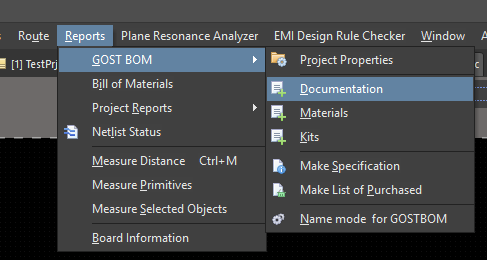 Route Reports Plane Resonance Analyzer EMI Design Rule Checker Window
[1] TestPrj
GOST BOM
Bill of Materials
Project Reports
Netlist Status
Measure Distance Ctrl+M
Measure Primitives
Measure Selected Objects
Board Information
Project Properties
Documentation
Materials
Kits
Make Specification
Make List of Purchased
Name mode for GOSTBOM